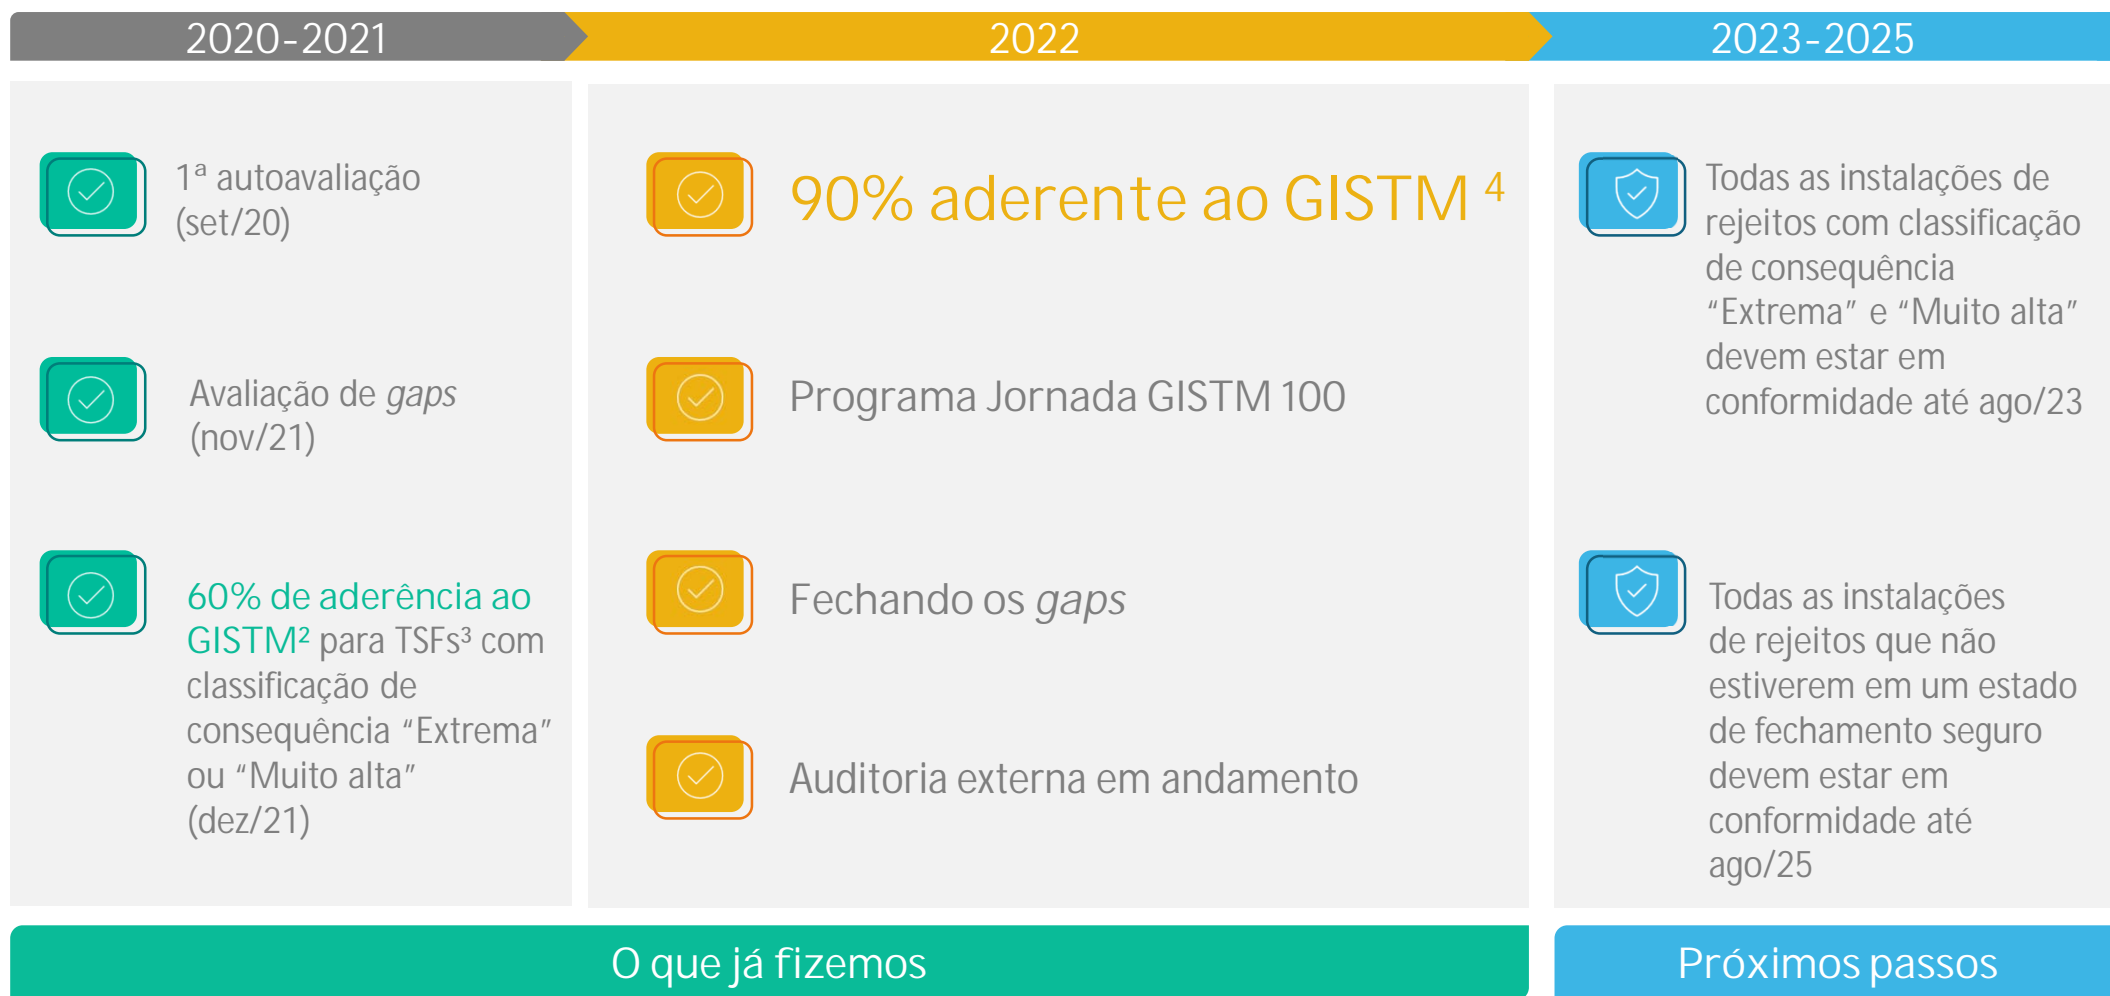 2020-2021
2022
2023-2025
1ª autoavaliação
(set/20)
Avaliação de gaps
(nov/21)
60% de aderência ao
GISTM² para TSFs³ com
classificação de
consequência “Extrema”
ou “Muito alta”
(dez/21)
90% aderente ao GISTM ⁴
Programa Jornada GISTM 100
Fechando os gaps
Auditoria externa em andamento
Todas as instalações de
rejeitos com classificação
de consequência
“Extrema” e “Muito alta”
devem estar em
conformidade até ago/23
Todas as instalações
de rejeitos que não
estiverem em um estado
de fechamento seguro
devem estar em
conformidade até
ago/25
O que já fizemos
Próximos passos